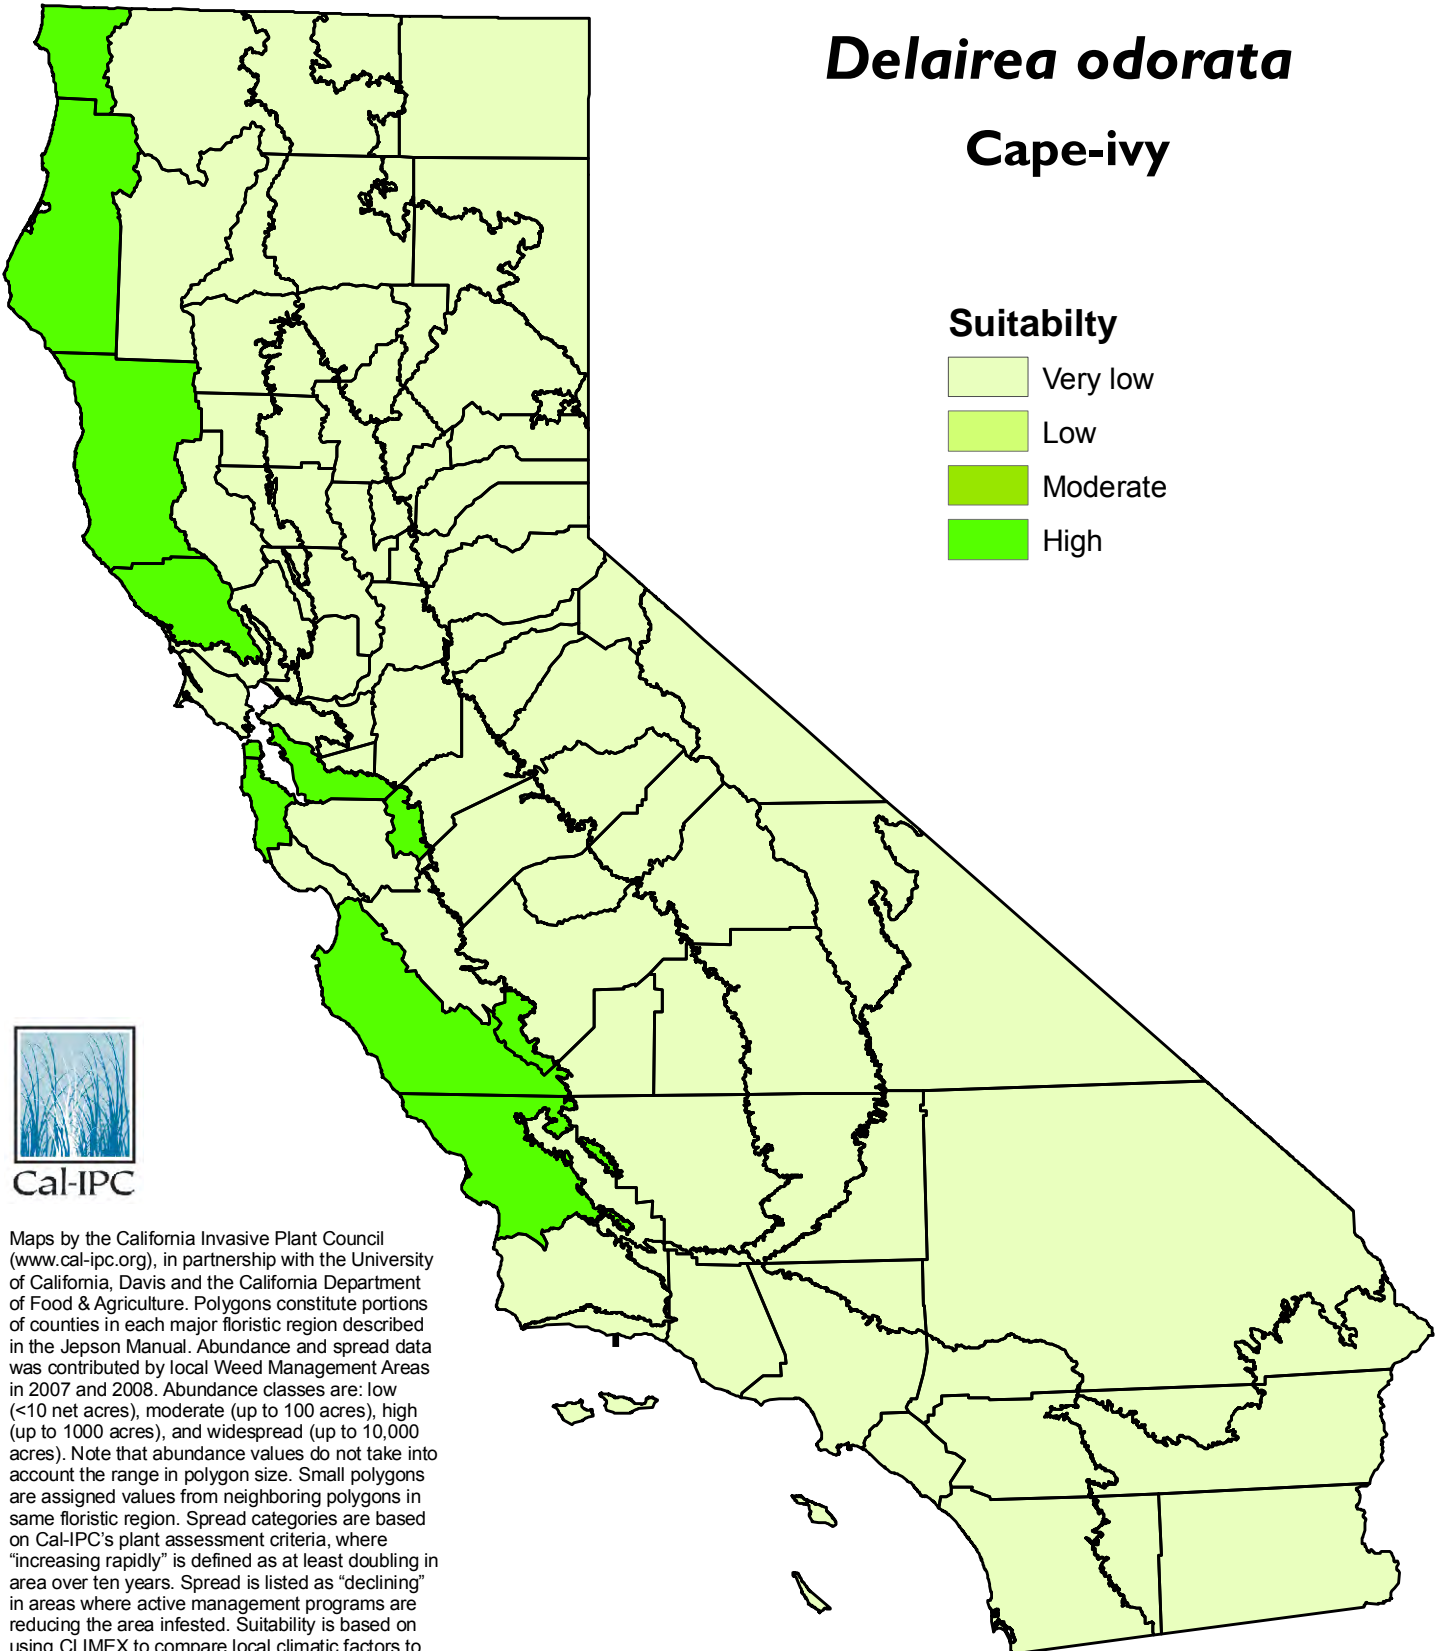 Delairea odorata
Cape-ivy
Suitabilty
Very low
Low
Moderate
High
Cal-IPC
Maps by the California Invasive Plant Council
(www.cal-ipc.org), in partnership with the University
of California, Davis and the California Department
of Food & Agriculture. Polygons constitute portions
of counties in each major floristic region described
in the Jepson Manual. Abundance and spread data
was contributed by local Weed Management Areas
in 2007 and 2008. Abundance classes are: low
(<10 net acres), moderate (up to 100 acres), high
(up to 1000 acres), and widespread (up to 10,000
acres). Note that abundance values do not take into
account the range in polygon size. Small polygons
are assigned values from neighboring polygons in
same floristic region. Spread categories are based
on Cal-IPC's plant assessment criteria, where
“increasing rapidly” is defined as at least doubling in
area over ten years. Spread is listed as “declining”
in areas where active management programs are
reducing the area infested. Suitability is based on
using CLIMEX to compare local climatic factors to